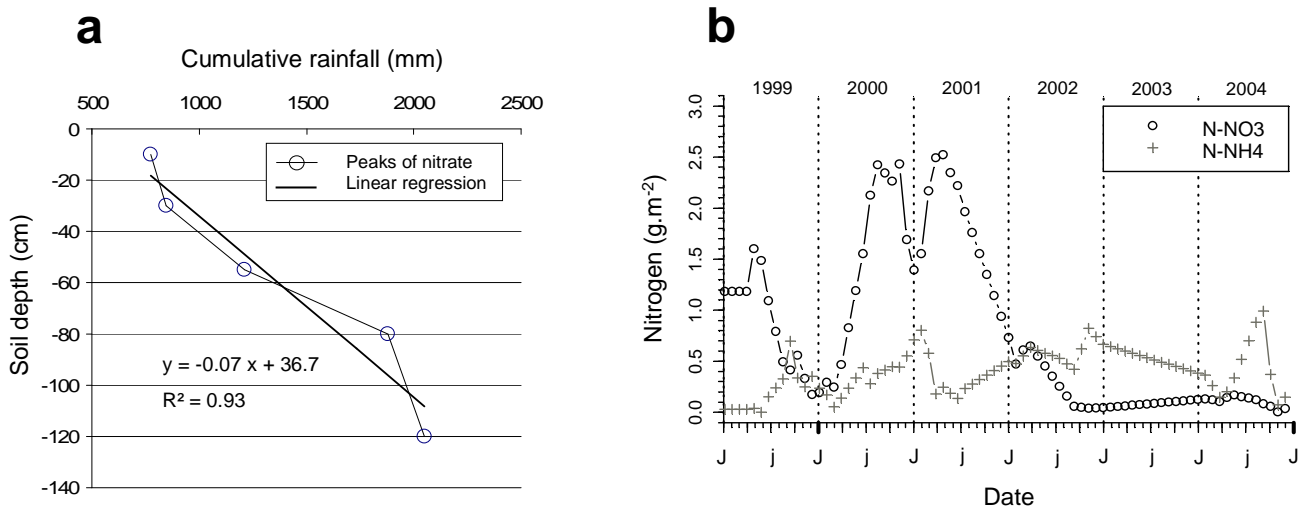 a
Cumulative rainfall (mm)
500 1000 1500 2000 2500
0
-20
-40
-60
-80
-100
-120
-140
Soil depth (cm)
Peaks of nitrate
Linear regression
y = -0.07 x + 36.7
R² = 0.93
b
1999 2000 2001 2002 2003 2004
3.0
2.5
2.0
1.5
1.0
0.5
0.0
Nitrogen (g.m-2)
N-NO3
N-NH4
J j J j J j J j J j J j J
Date